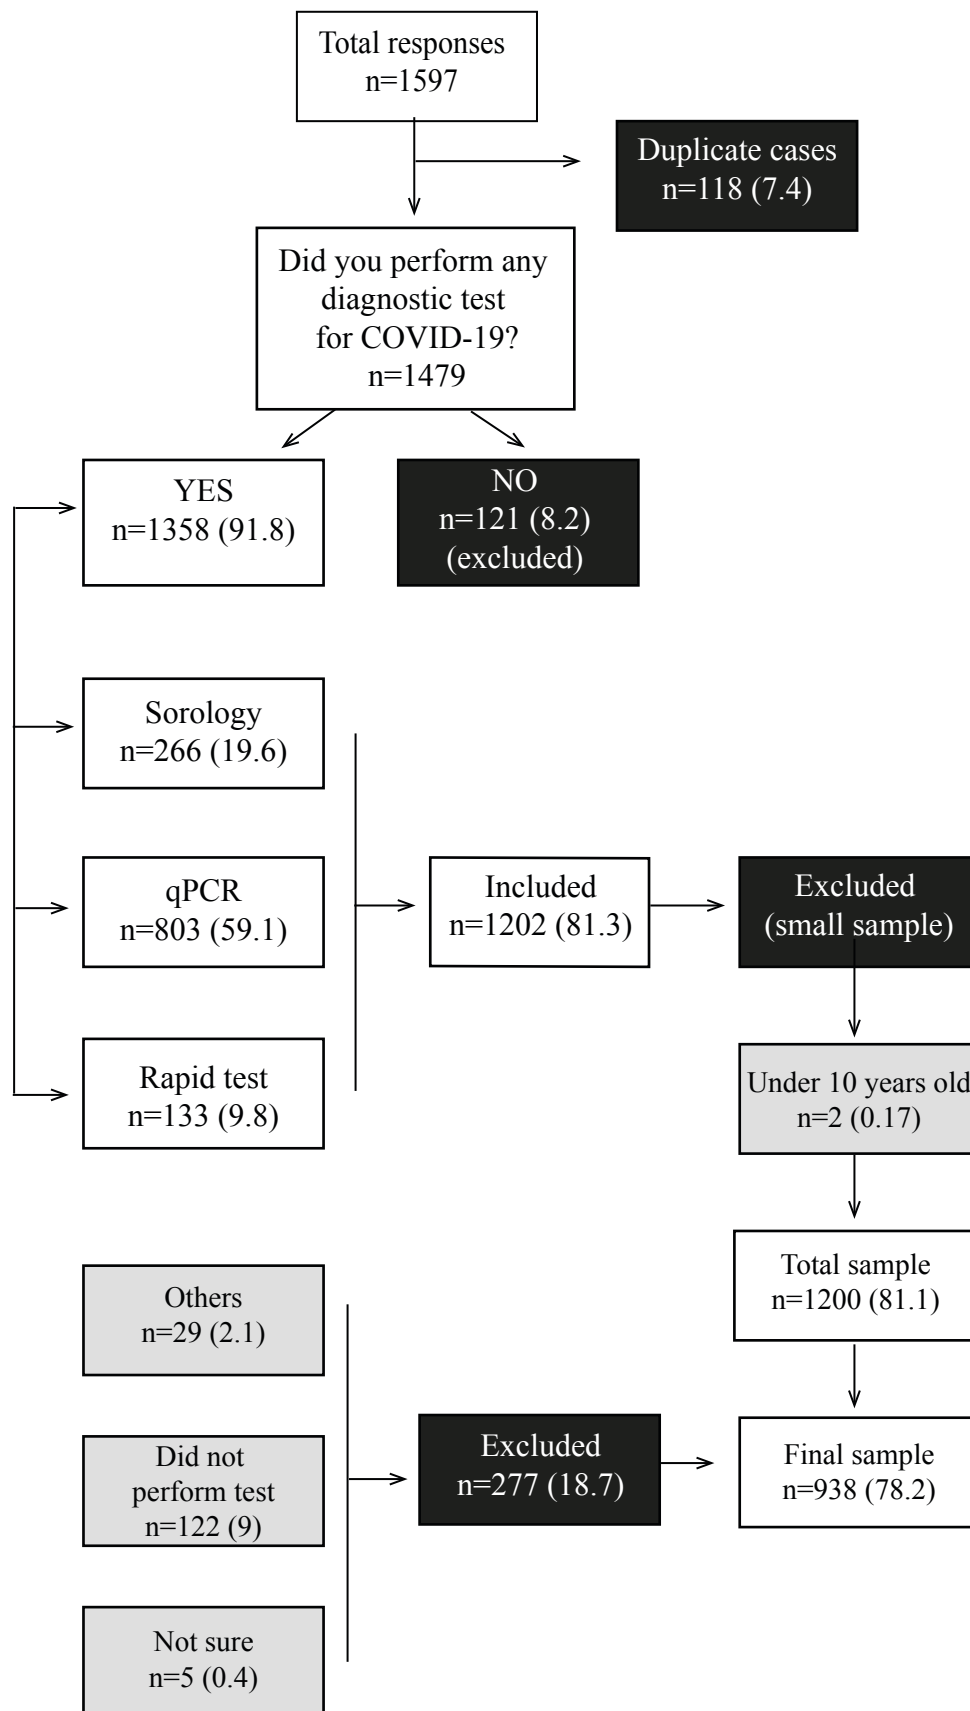 Total responses
n=1597
Duplicate cases
n=118 (7.4)
Did you perform any
diagnostic test
for COVID-19?
n=1479
YES
n=1358 (91.8)
NO
n=121 (8.2)
(excluded)
Sorology
n=266 (19.6)
qPCR
n=803 (59.1)
Rapid test
n=133 (9.8)
Included
n=1202 (81.3)
Excluded
(small sample)
Under 10 years old
n=2 (0.17)
Total sample
n=1200 (81.1)
Others
n=29 (2.1)
Did not
perform test
n=122 (9)
Not sure
n=5 (0.4)
Excluded
n=277 (18.7)
Final sample
n=938 (78.2)